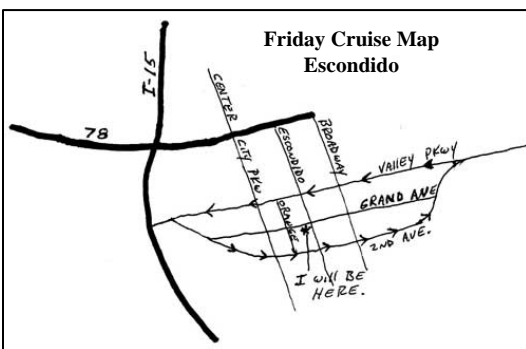 Friday Cruise Map
Escondido
I-15
78
CENTER
CITY PKW
ESCONDIDO
BROADWAY
ORANGE
VALLEY PKWY
GRAND AVE
2ND AVE.
I WILL BE
HERE.